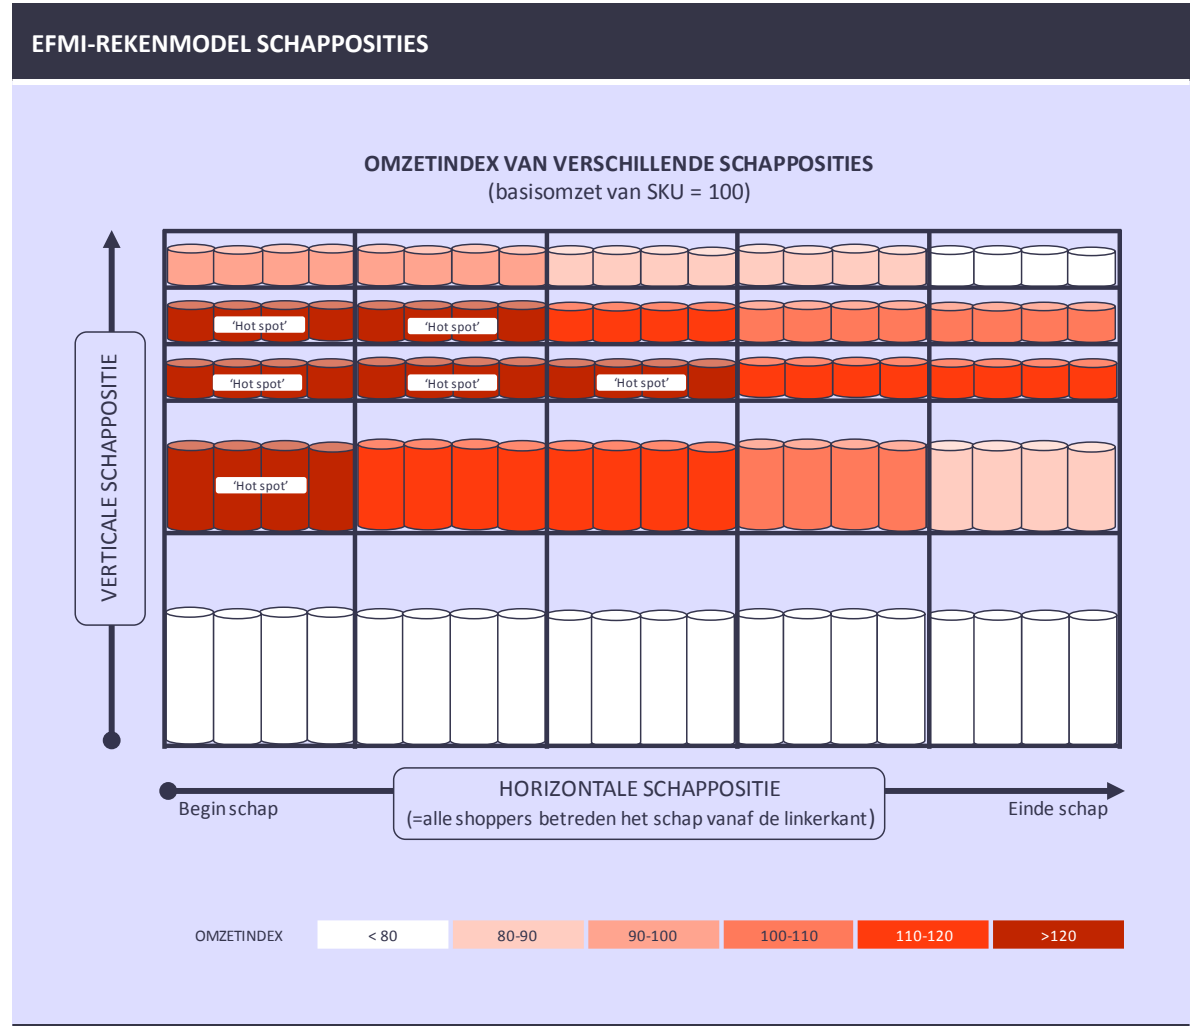 EFMI-REKENMODEL SCHAPPOSITIES
OMZETINDEX VAN VERSCHILLENDE SCHAPPOSITIES
(basisomzet van SKU = 100)
VERTICALE SCHAPPOSITIE
‘Hot spot’
‘Hot spot’
‘Hot spot’
‘Hot spot’
‘Hot spot’
‘Hot spot’
Begin schap
HORIZONTALE SCHAPPOSITIE
(=alle shoppers betreden het schap vanaf de linkerkant)
Einde schap
OMZETINDEX
< 80
80-90
90-100
100-110
110-120
>120